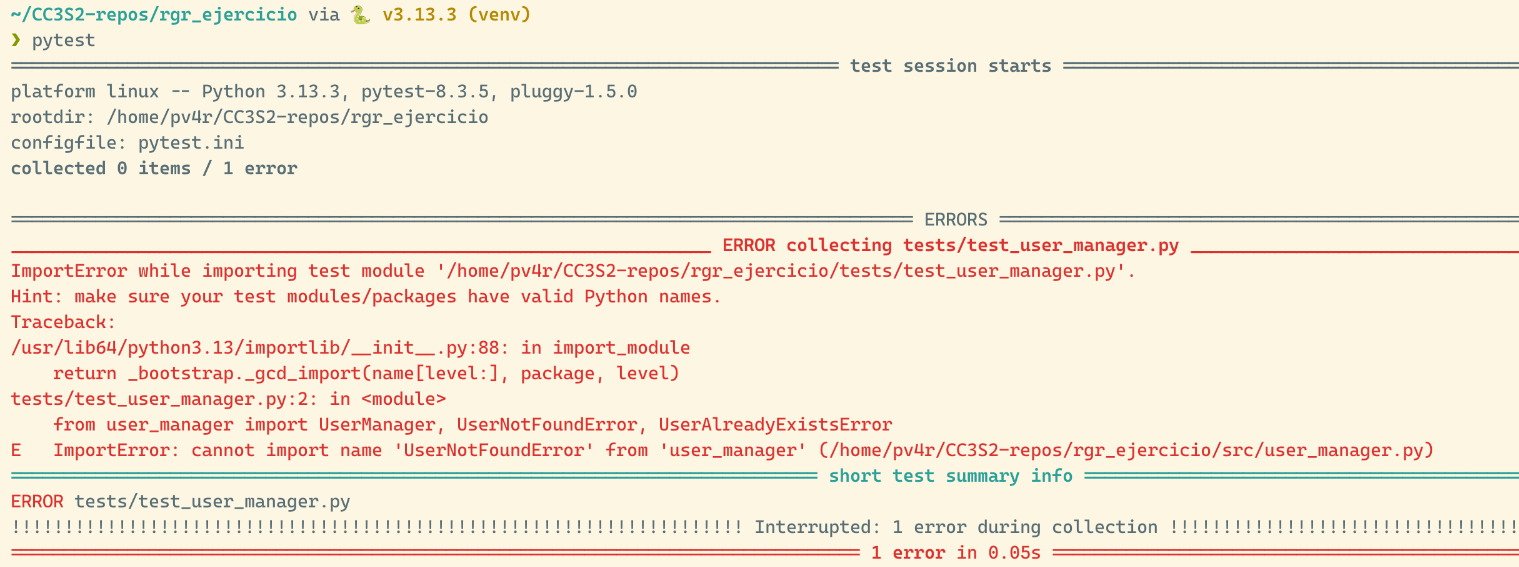 ~/CC3S2-repos/rgr_ejercicio via 🐍 v3.13.3 (venv)
❯ pytest
test session starts
platform linux -- Python 3.13.3, pytest-8.3.5, pluggy-1.5.0
rootdir: /home/pv4r/CC3S2-repos/rgr_ejercicio
configfile: pytest.ini
collected 0 items / 1 error
ERRORS
ERROR collecting tests/test_user_manager.py
ImportError while importing test module '/home/pv4r/CC3S2-repos/rgr_ejercicio/tests/test_user_manager.py'.
Hint: make sure your test modules/packages have valid Python names.
Traceback:
/usr/lib64/python3.13/importlib/__init__.py:88: in import_module
    return _bootstrap._gcd_import(name[level:], package, level)
tests/test_user_manager.py:2: in <module>
    from user_manager import UserManager, UserNotFoundError, UserAlreadyExistsError
E   ImportError: cannot import name 'UserNotFoundError' from 'user_manager' (/home/pv4r/CC3S2-repos/rgr_ejercicio/src/user_manager.py)
short test summary info
ERROR tests/test_user_manager.py
!!!!!!!!!!!!!!!!!!!!!!!!!!!!!!!!!!!!!!!!!!!!!!!!!!!!!!!!!!!!!!!!!!!!! Interrupted: 1 error during collection !!!!!!!!!!!!!!!!!!!!!!!!!!!!!!!!!
1 error in 0.05s